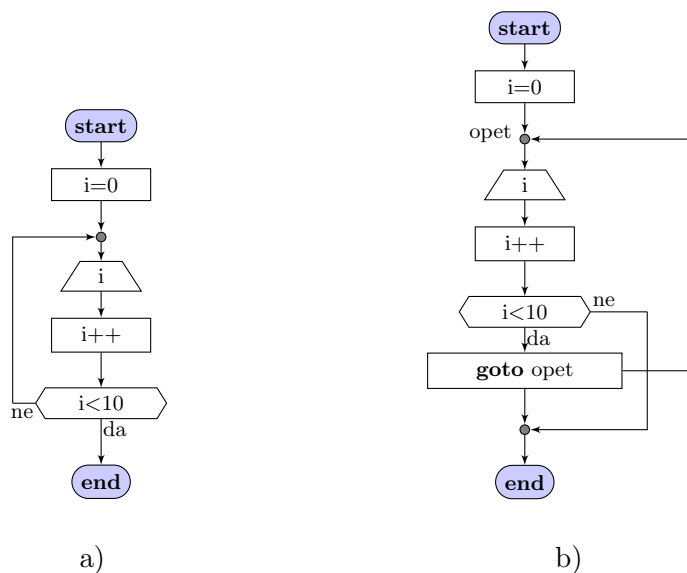 start
i=0
i
i++
i<10
ne
da
end
a)
start
i=0
opet
i
i++
i<10
ne
da
goto opet
end
b)